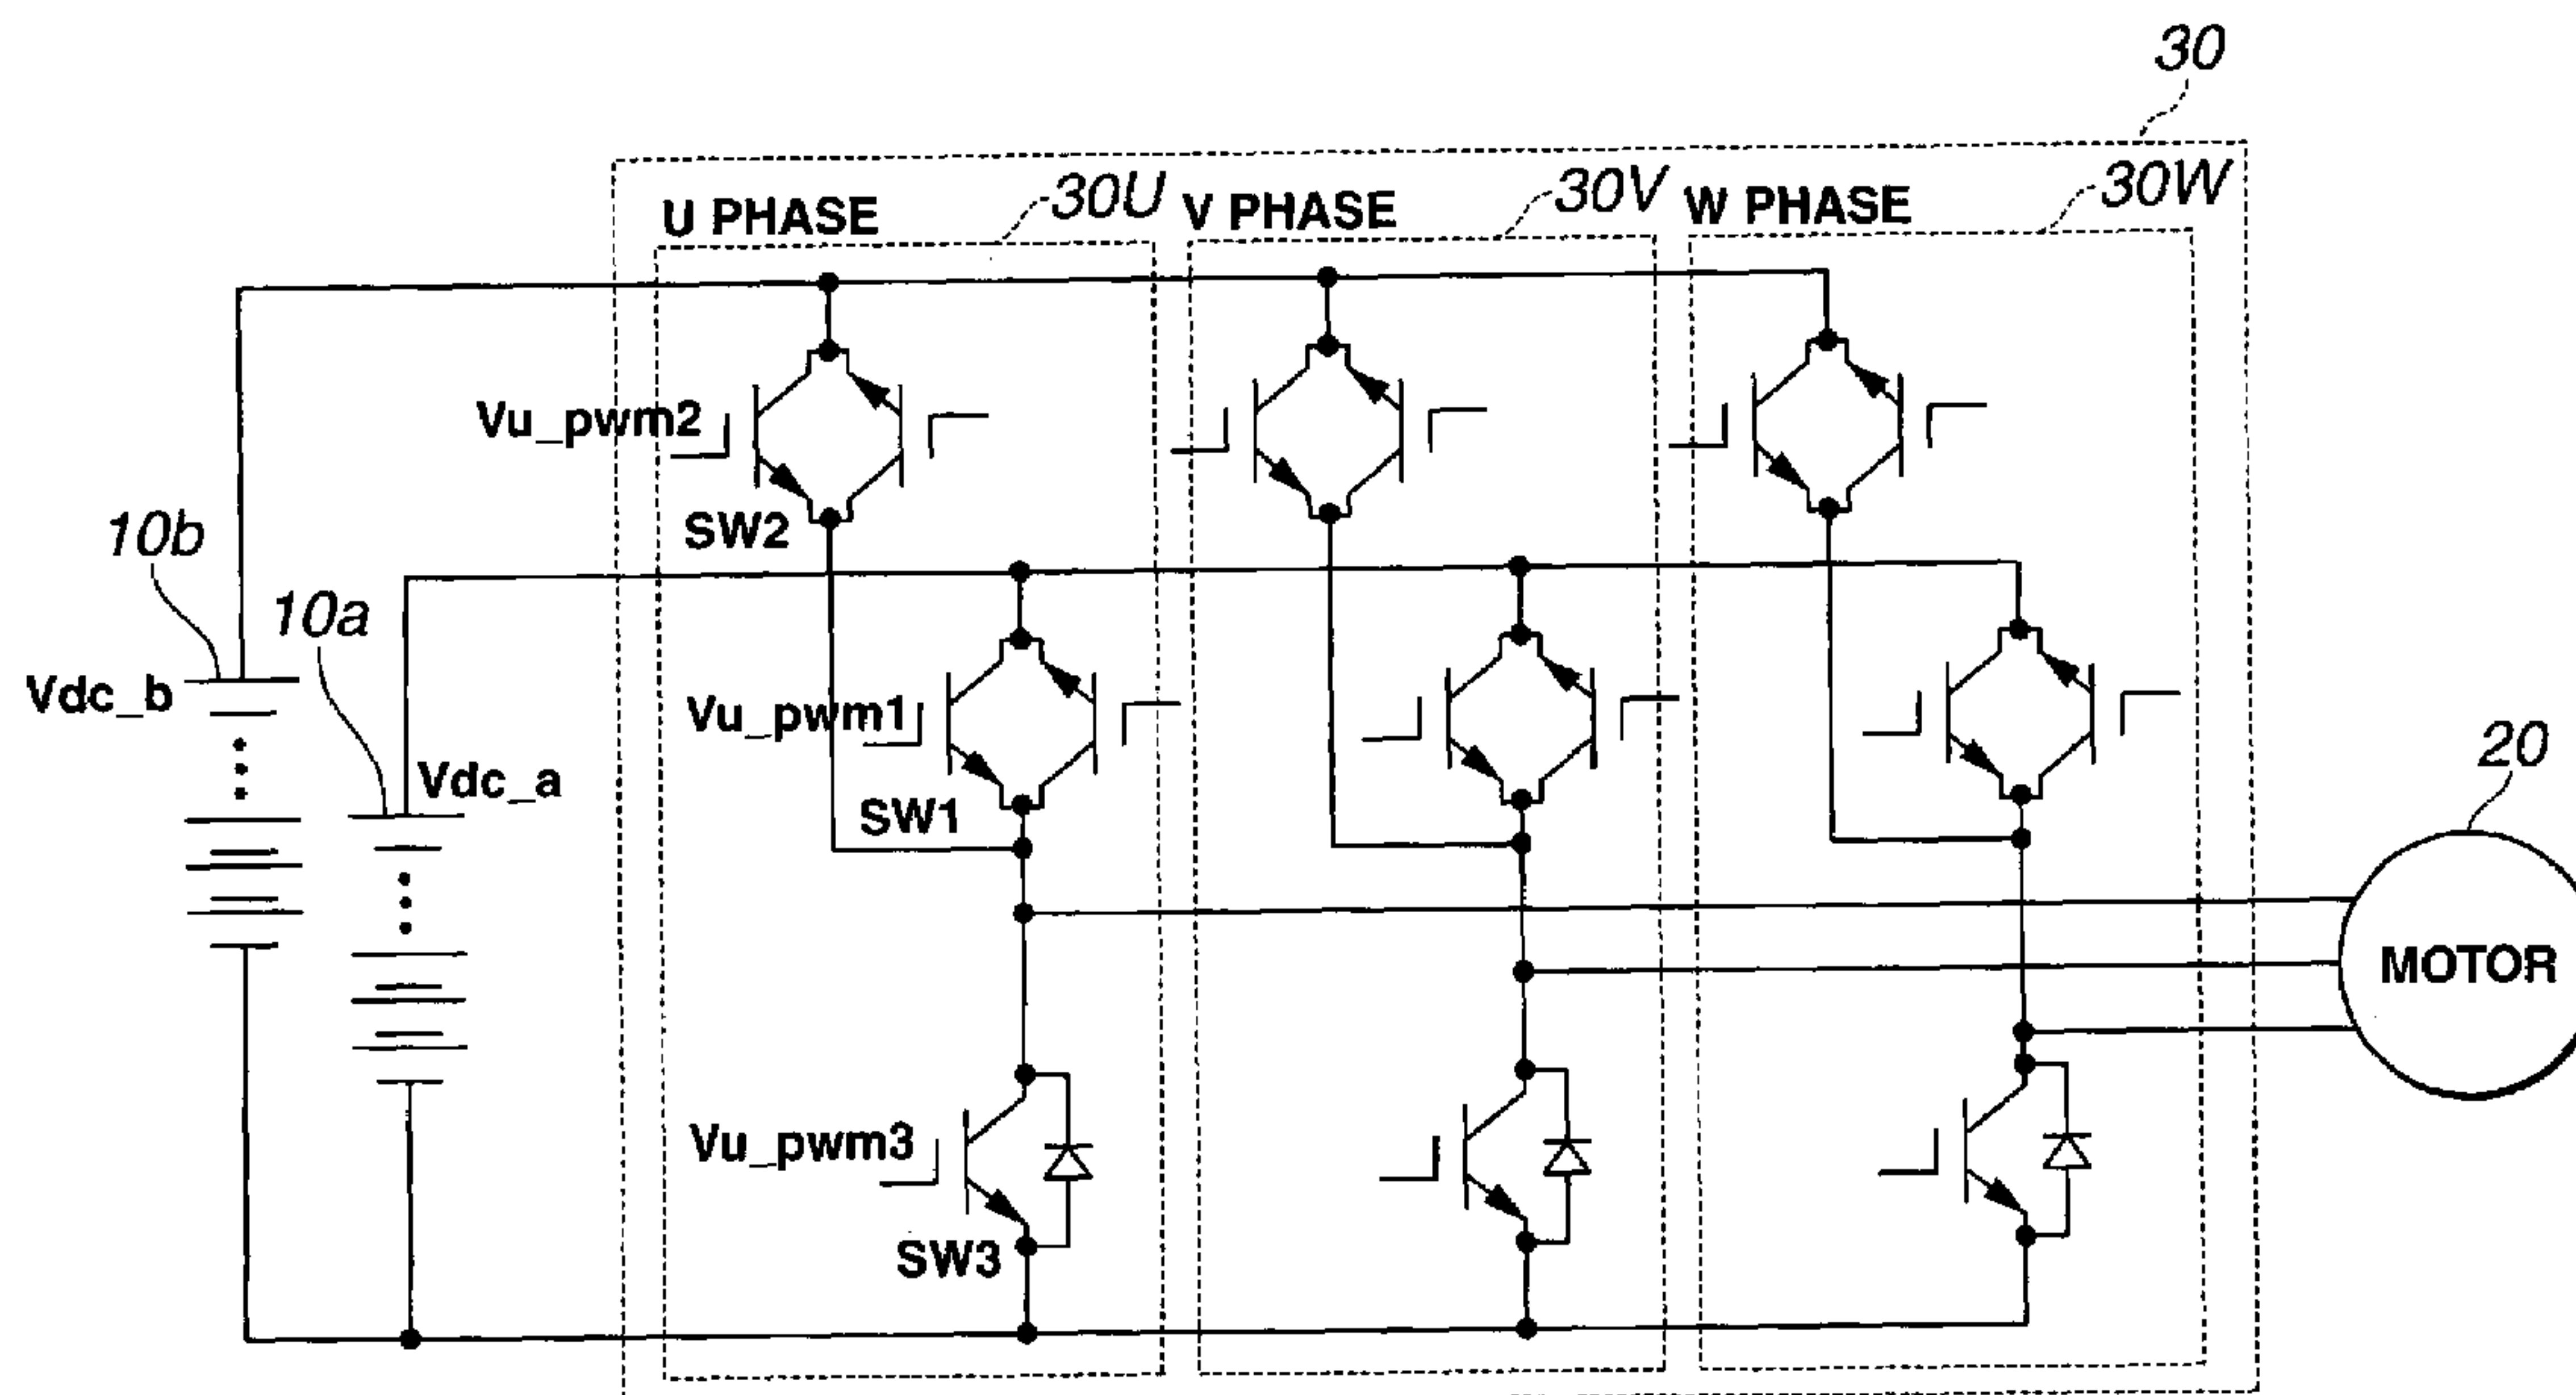 30
U PHASE
30U
V PHASE
30V
W PHASE
30W
Vu_pwm2
SW2
10b
10a
Vdc_b
Vu_pwm1
Vdc_a
SW1
20
MOTOR
Vu_pwm3
SW3